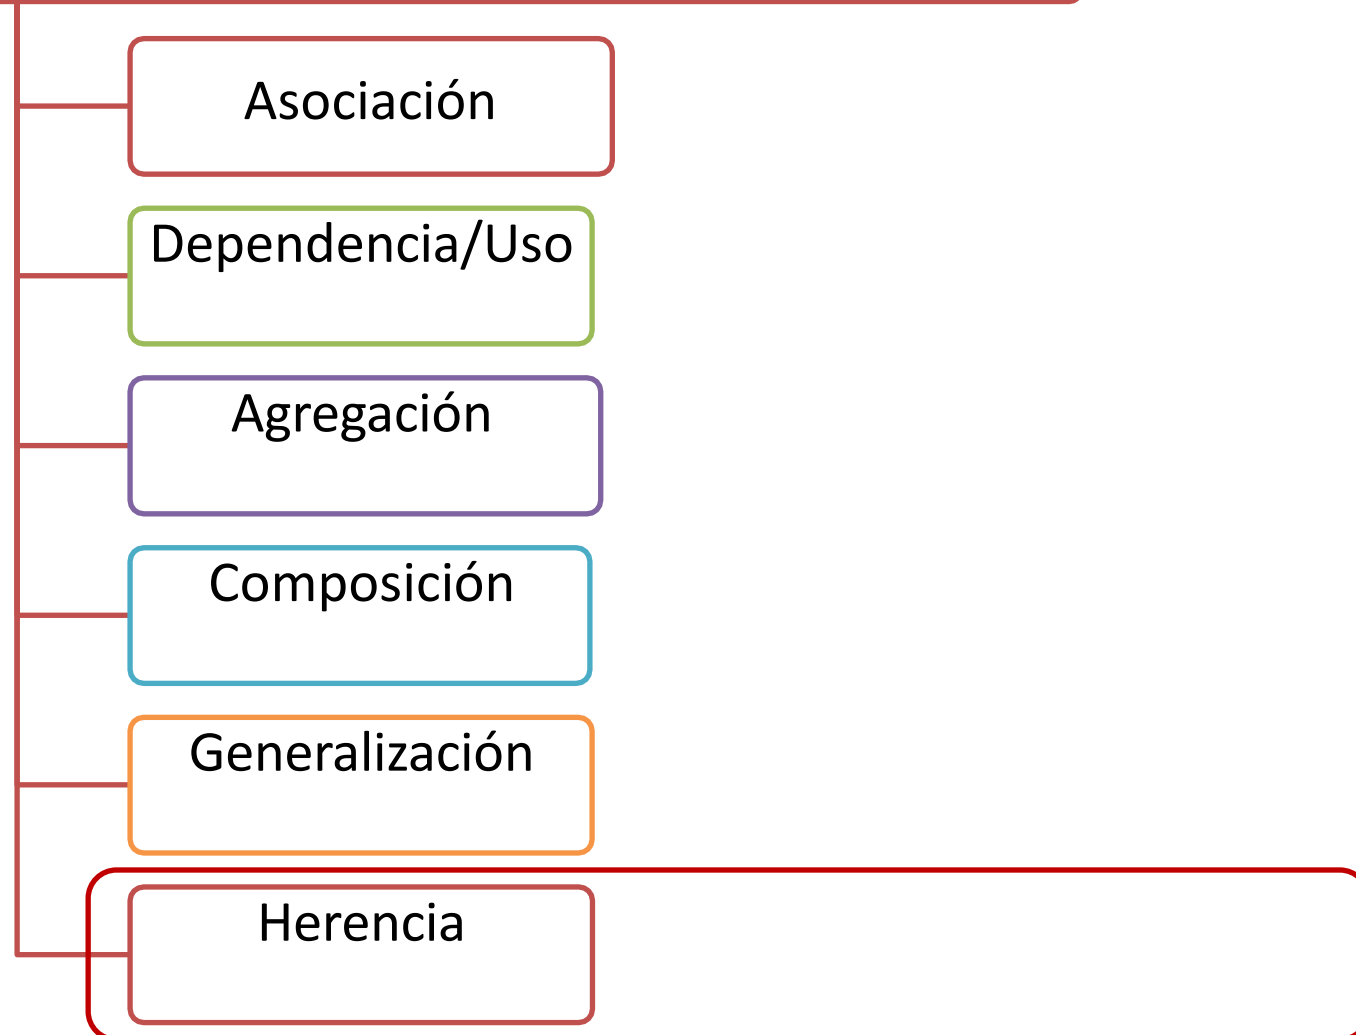 Asociación
Dependencia/Uso
Agregación
Composición
Generalización
Herencia